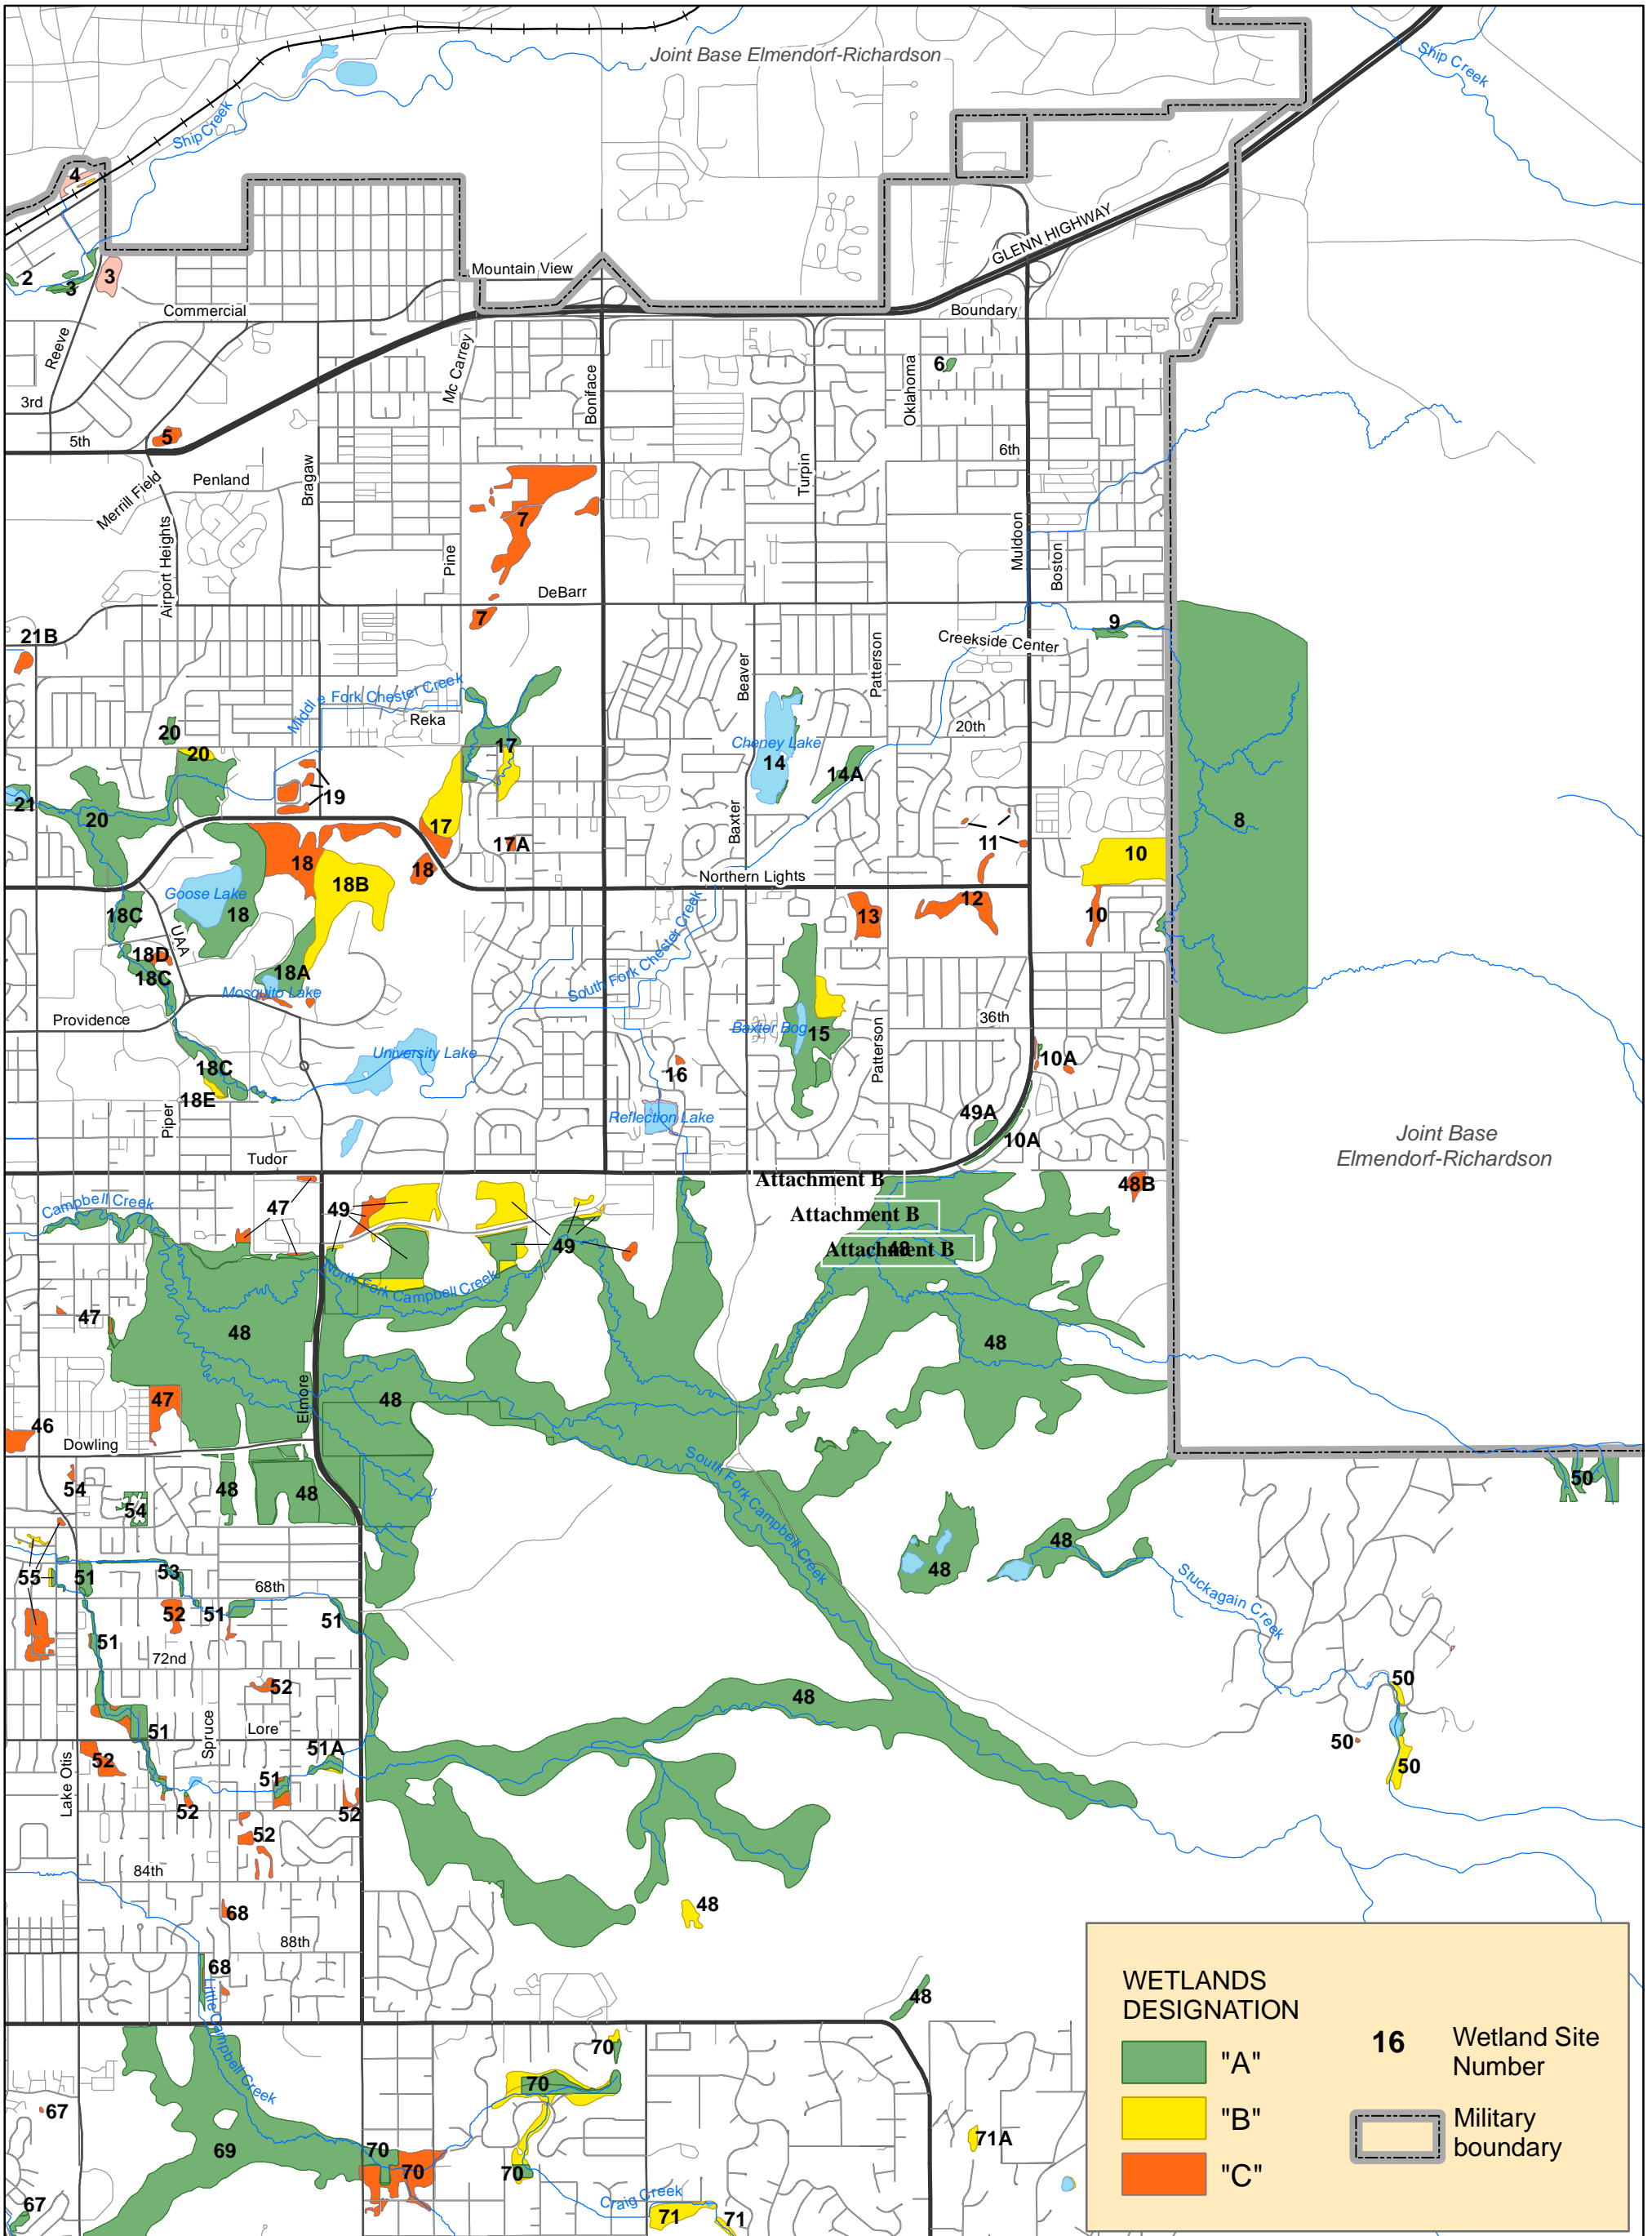 Joint Base Elmendorf-Richardson
Ship Creek
Ship Creek
4
GLENN HIGHWAY
2
3
3
Mountain View
Commercial
Boundary
Reeve
Mc Carrey
Boniface
Oklahoma
6
3rd
5th
5
6th
Merrill Field
Penland
Bragaw
Turpin
7
Airport Heights
Pine
Muldoon
Boston
DeBarr
7
9
21B
Creekside Center
Beaver
Patterson
Middle Fork Chester Creek
Reka
20
20
17
Cheney Lake
14
14A
20th
21
20
19
17
17A
Baxter
11
8
10
18
18
18B
Northern Lights
Goose Lake
18
18C
UAA
12
13
10
18D
18C
18A
Mosquito Lake
South Fork Chester Creek
Providence
Baxter Bog
15
36th
University Lake
Patterson
10A
18C
16
18E
Piper
Reflection Lake
49A
10A
Joint Base
Elmendorf-Richardson
Tudor
Attachment B
48B
Campbell Creek
47
49
Attachment B
49
Attachment B
48
North Fork Campbell Creek
47
48
48
Elmore
47
48
46
Dowling
South Fork Campbell Creek
54
48
48
50
54
48
48
55
51
53
68th
Stuckagain Creek
52
51
51
51
72nd
52
50
48
51
Spruce
Lore
50
52
51A
50
Lake Otis
51
52
52
52
84th
68
48
88th
68
48
Little Campbell Creek
70
70
67
69
70
70
70
71A
67
Craig Creek
71
71
WETLANDS
DESIGNATION
"A"
"B"
"C"
16
Wetland Site
Number
Military
boundary